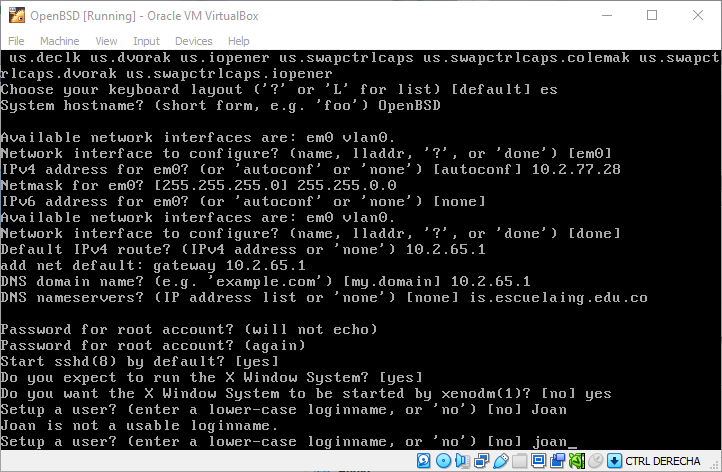 OpenBSD [Running] - Oracle VM VirtualBox
File Machine View Input Devices Help
us.declk us.dvorak us.iopener us.swapctrlcaps us.swapctrlcaps.colemak us.swapct
rlcaps.dvorak us.swapctrlcaps.iopener
Choose your keyboard layout ('?' or 'L' for list) [default] es
System hostname? (short form, e.g. 'foo') OpenBSD
Available network interfaces are: em0 vlan0.
Network interface to configure? (name, lladdr, '?', or 'done') [em0]
IPv4 address for em0? (or 'autoconf' or 'none') [autoconf] 10.2.77.28
Netmask for em0? [255.255.255.0] 255.255.0.0
IPv6 address for em0? (or 'autoconf' or 'none') [none]
Available network interfaces are: em0 vlan0.
Network interface to configure? (name, lladdr, '?', or 'done') [done]
Default IPv4 route? (IPv4 address or 'none') 10.2.65.1
add net default: gateway 10.2.65.1
DNS domain name? (e.g. 'example.com') [my.domain] 10.2.65.1
DNS nameservers? (IP address list or 'none') [none] is.escuelaing.edu.co
Password for root account? (will not echo)
Password for root account? (again)
Start sshd(8) by default? [yes]
Do you expect to run the X Window System? [yes]
Do you want the X Window System to be started by xenodm(1)? [no] yes
Setup a user? (enter a lower-case loginname, or 'no') [no] Joan
Joan is not a usable loginname.
Setup a user? (enter a lower-case loginname, or 'no') [no] joan_
CTRL DERECHA